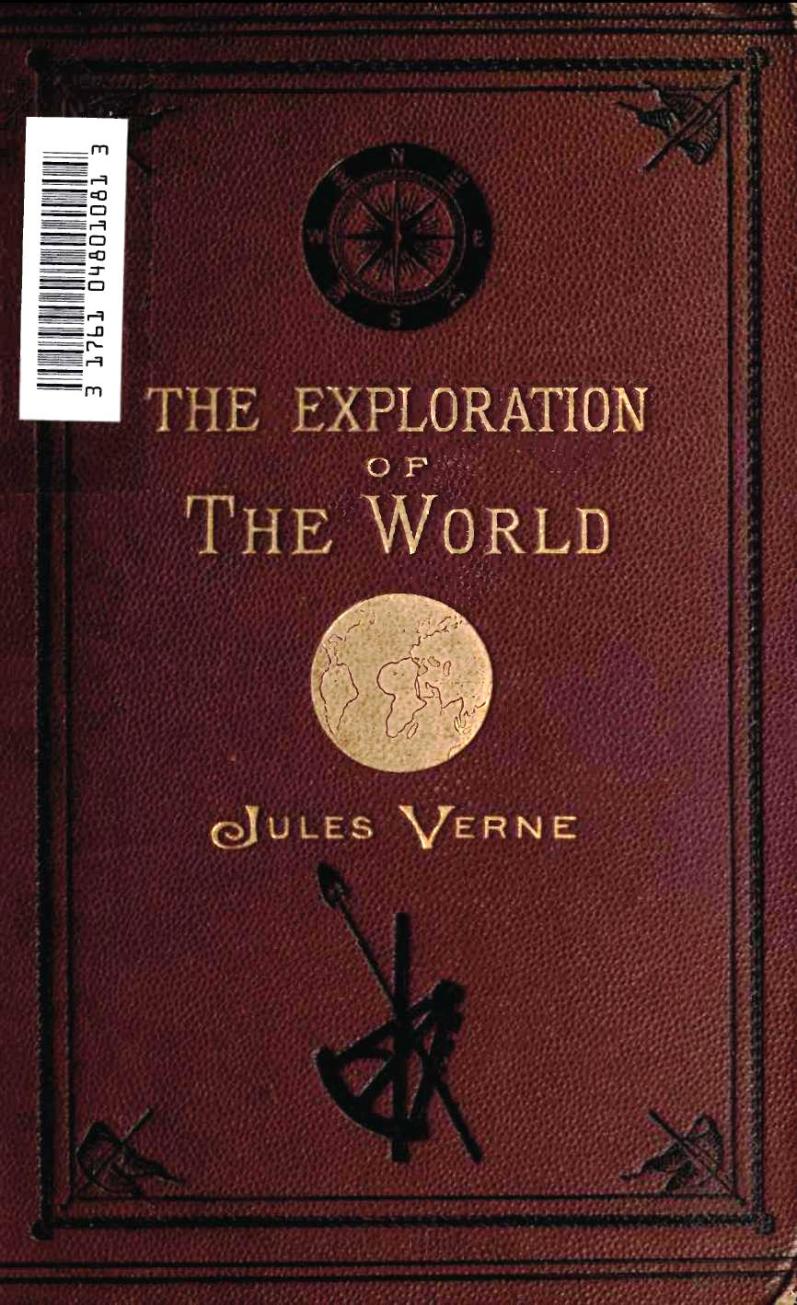 N
E
S
W
3 1761 04801081 3
THE EXPLORATION
OF
THE WORLD
JULES VERNE